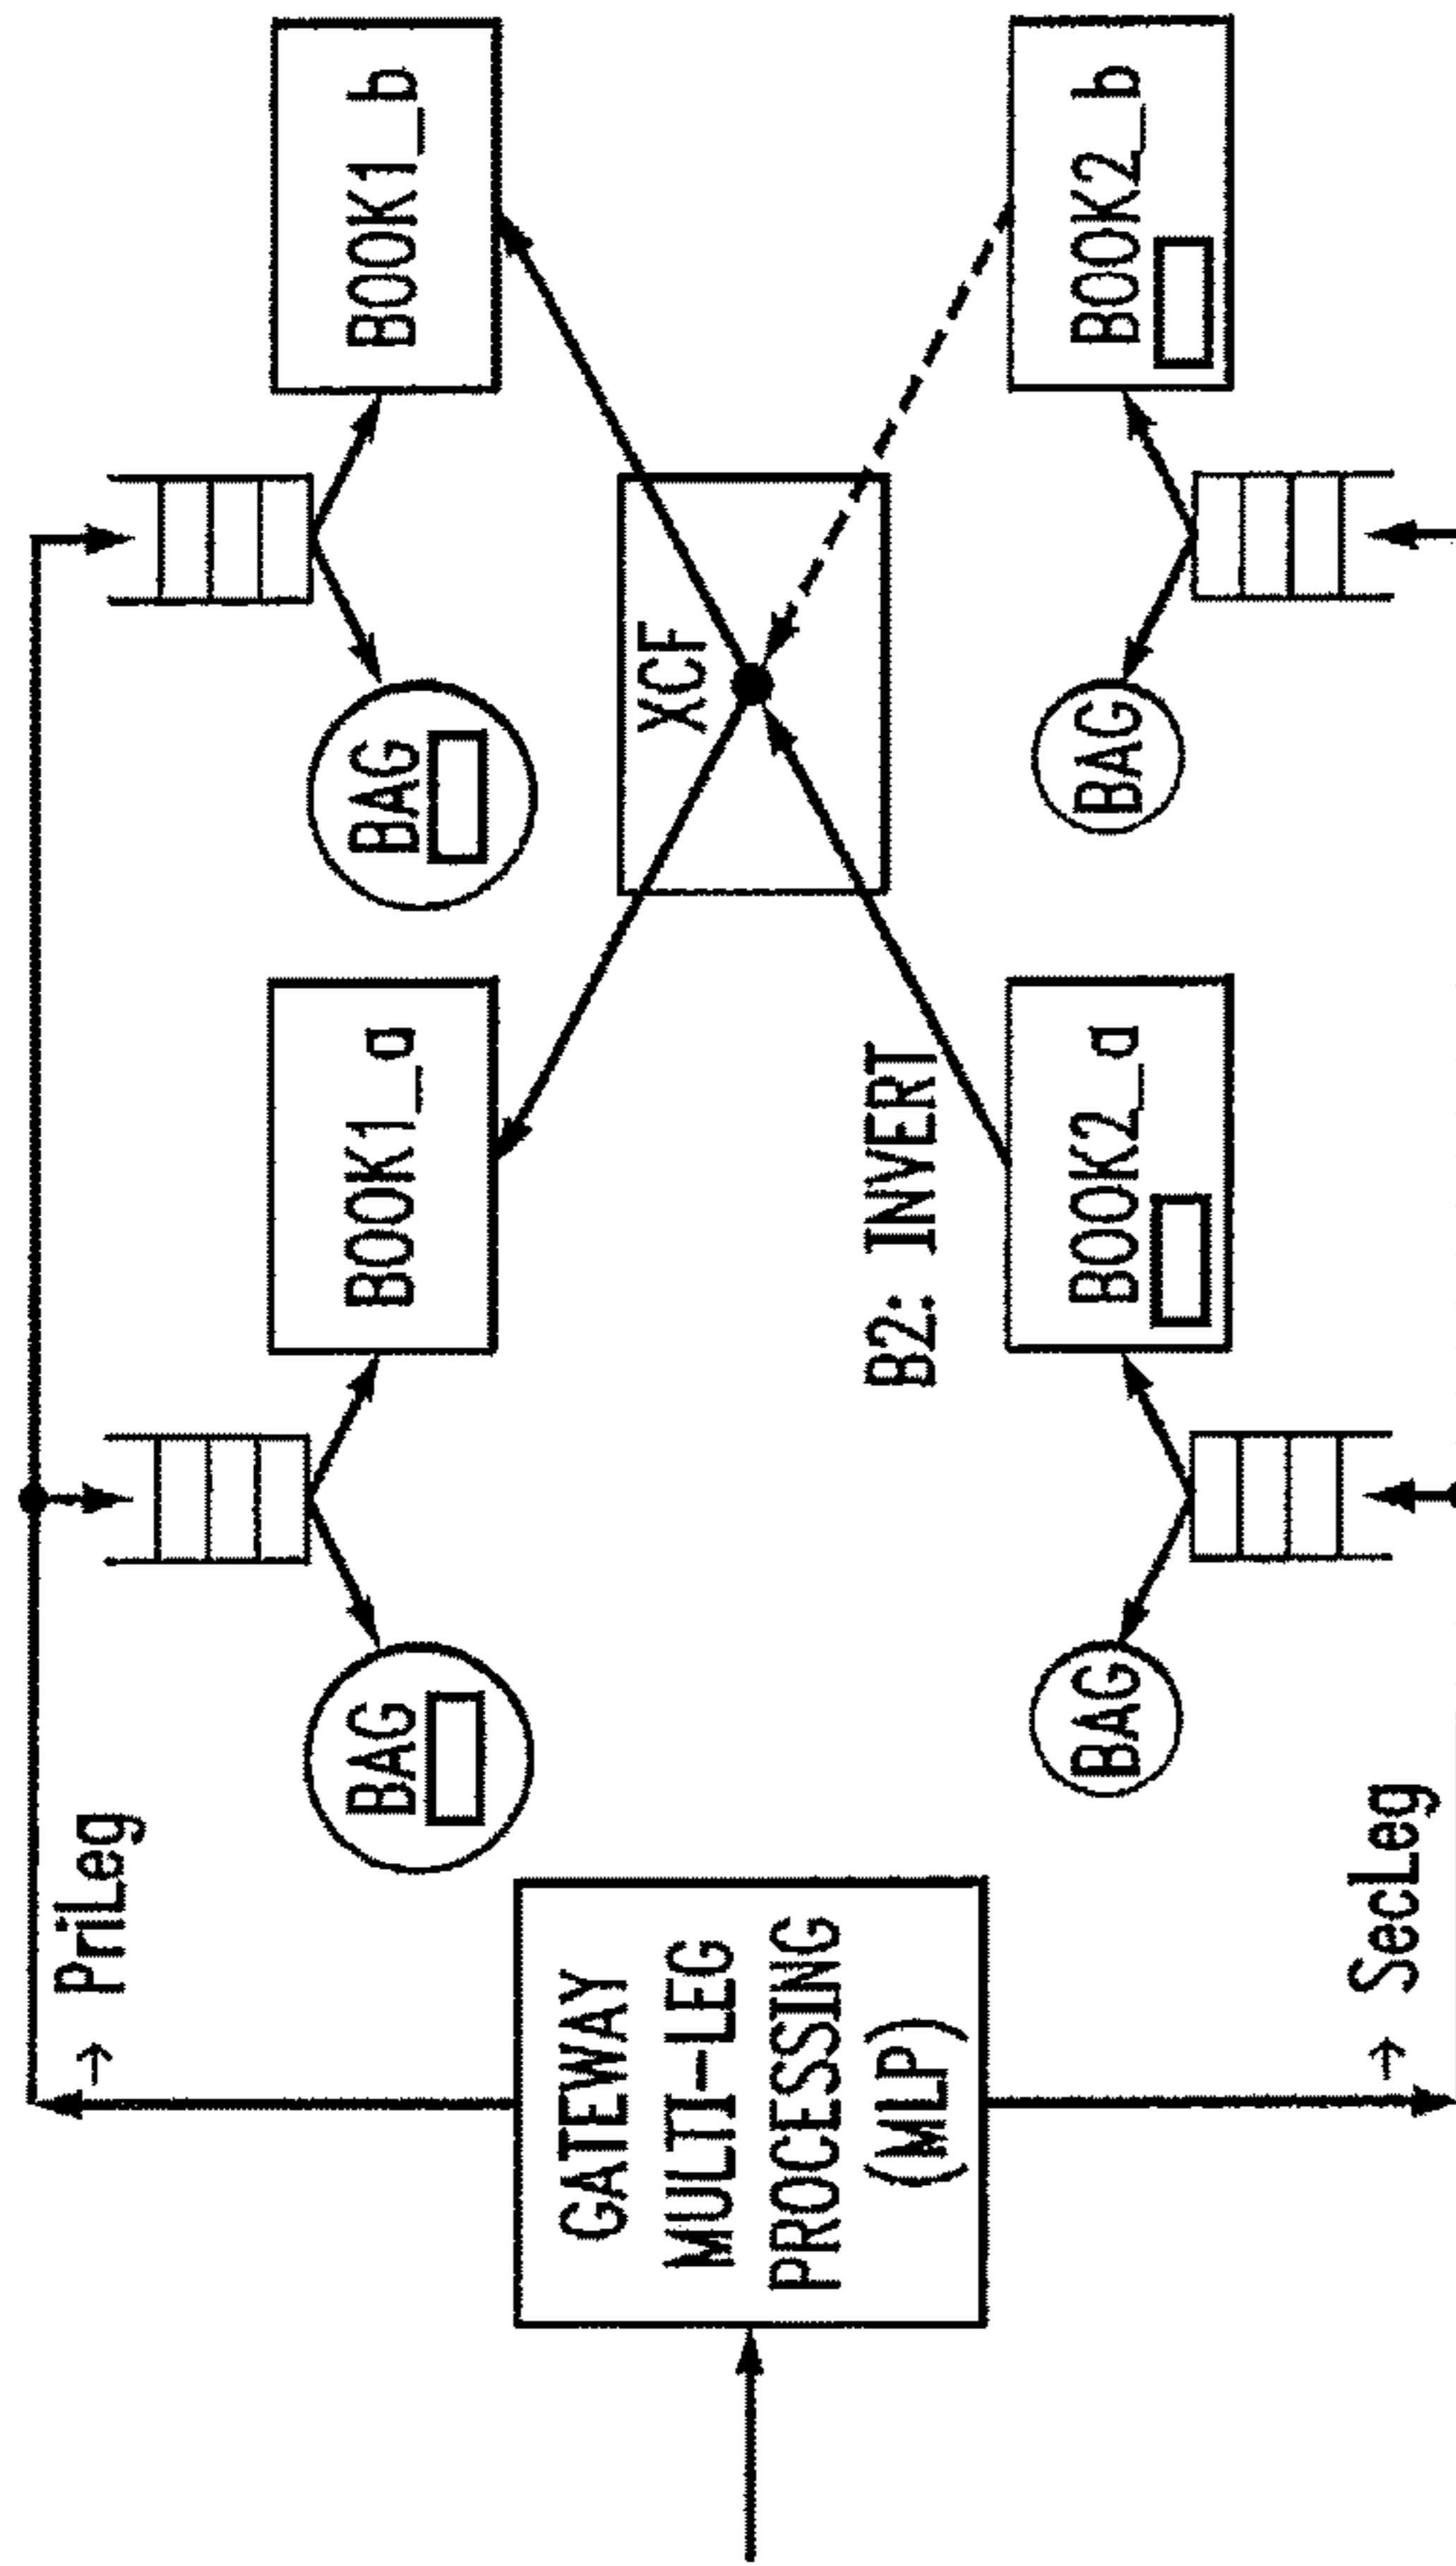 → PriLeg
BAG
BOOK1_a
BAG
BOOK1_b
GATEWAY
MULTI-LEG
PROCESSING
(MLP)
XCF
B2: INVERT
BAG
BOOK2_a
BAG
BOOK2_b
→ SecLeg